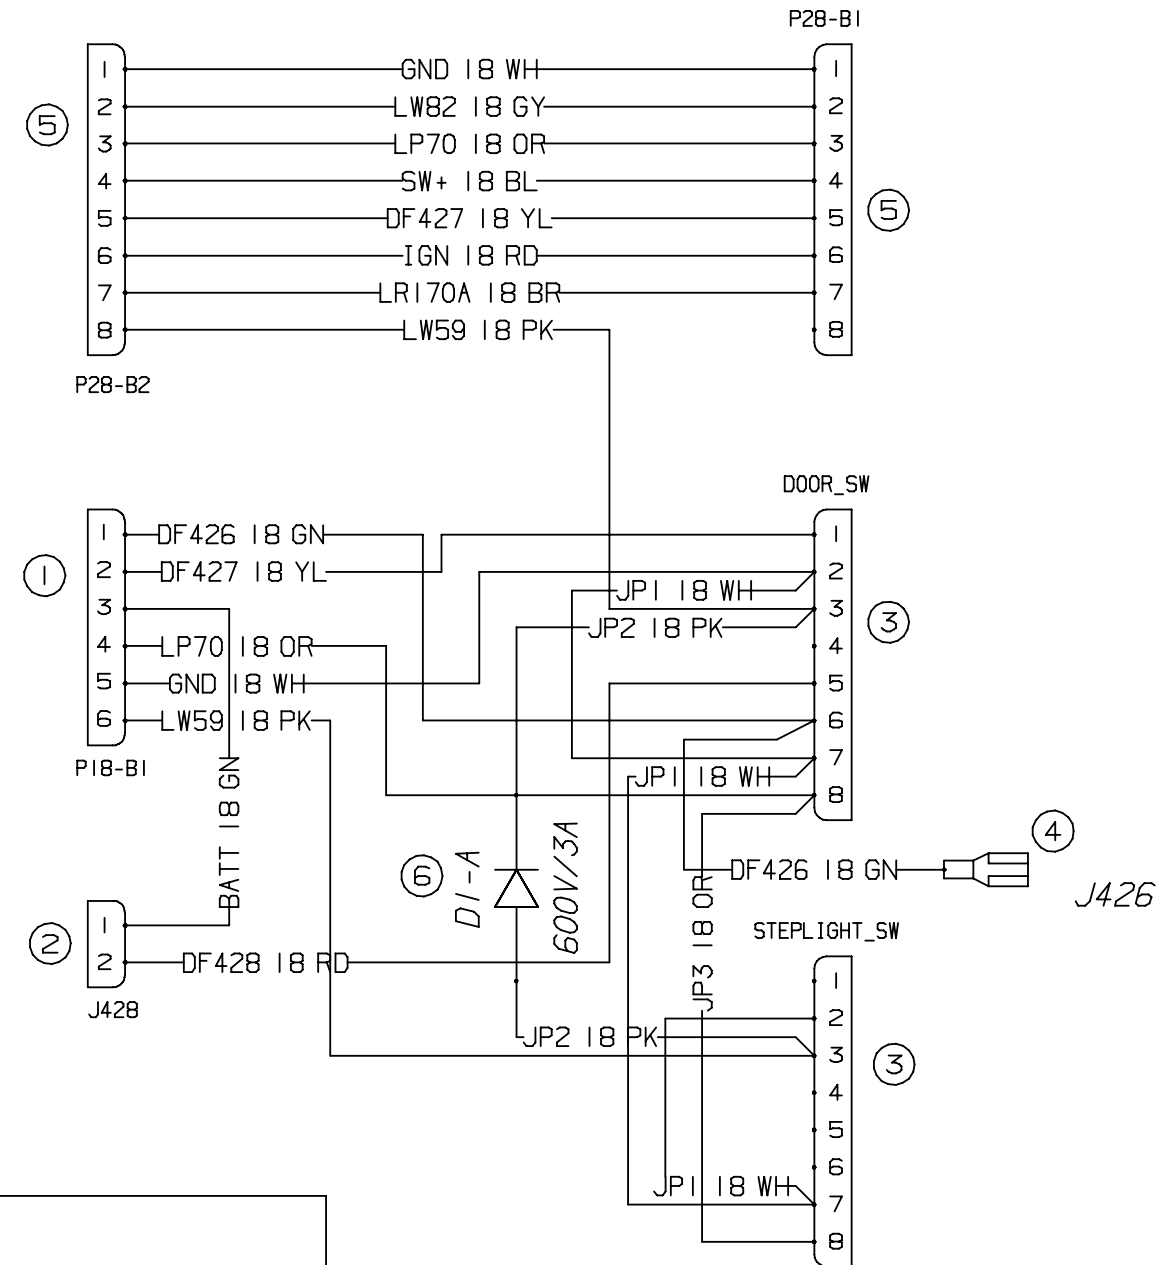 P28-B1
1 GND 18 WH 1
2 LW82 18 GY 2
5
3 LP70 18 OR 3
4 SW+ 18 BL 4
5 DF427 18 YL 5
5
6 IGN 18 RD 6
7 LR170A 18 BR 7
8 LW59 18 PK 8
P28-B2
DOOR_SW
1 DF426 18 GN 1
2 DF427 18 YL 2
1
JP1 18 WH
3 3
JP2 18 PK
3
4 LP70 18 OR 4
5 GND 18 WH 5
6 LW59 18 PK 6
P18-B1
7
JP1 18 WH
8
BATT 18 GN
6
D1-A
600V/3A
4
DF426 18 GN
J426
JP3 18 OR
STEPLIGHT_SW
1
2
2 DF428 18 RD
J428
1
2
JP2 18 PK
3
3
4
5
6
JP1 18 WH
7
8